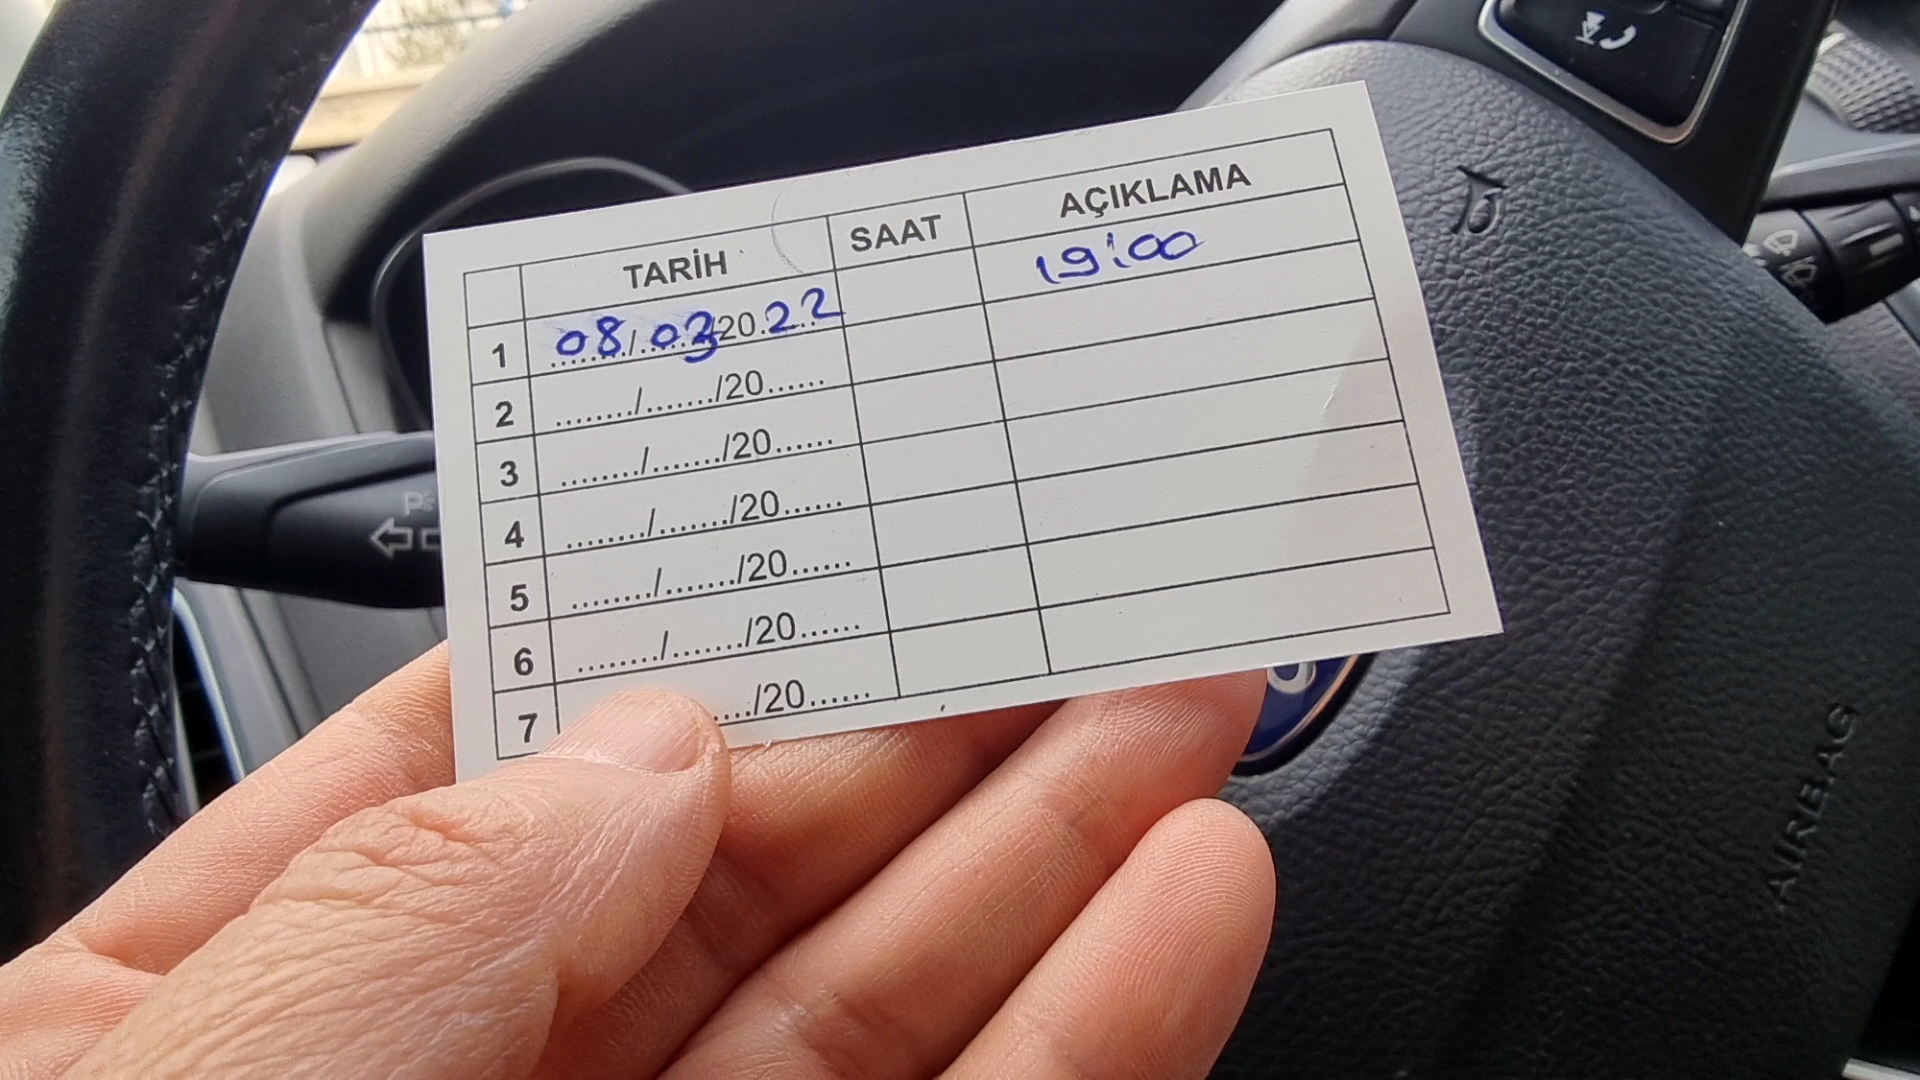 TARİH SAAT AÇIKLAMA
1 08/03/20.22 19:00
2 ......../......./20......
3 ......../......./20......
4 ......../......./20......
5 ......../......./20......
6 ......../......./20......
7 ..../20......
AIRBAG